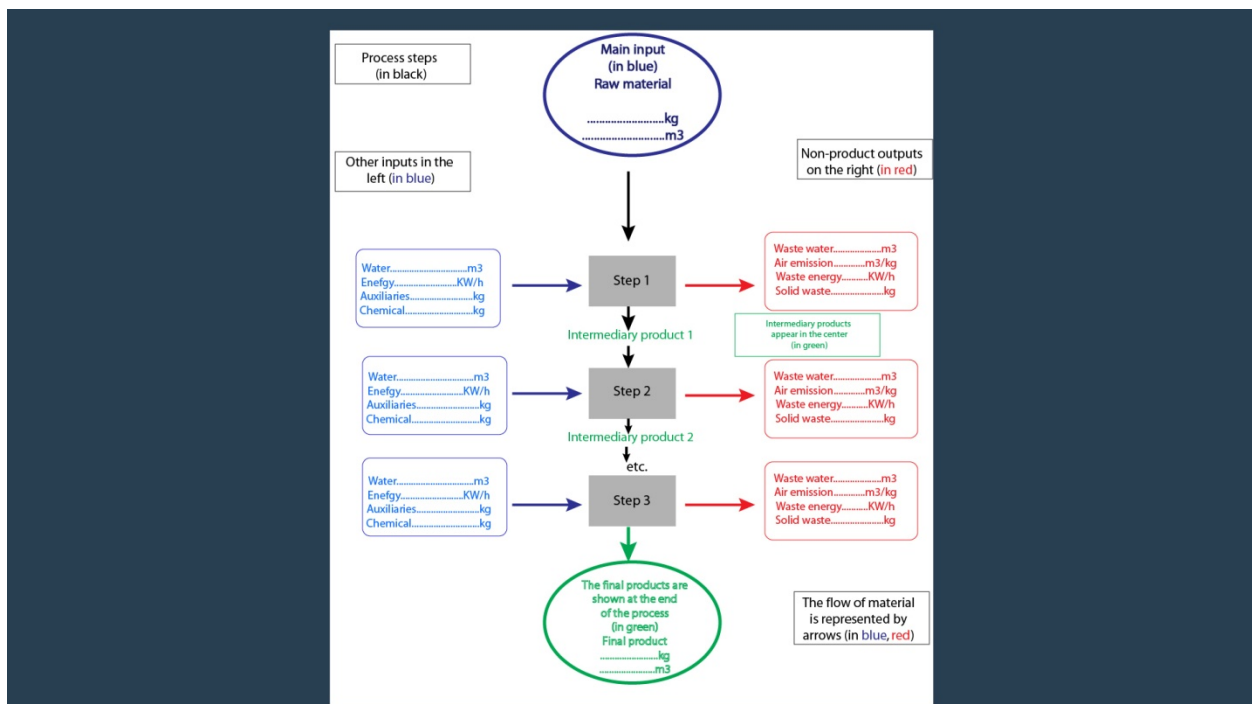 Process steps
(in black)
Main input
(in blue)
Raw material
..........................kg
............................m3
Other inputs in the
left (in blue)
Non-product outputs
on the right (in red)
Water................................m3
Enefgy..........................KW/h
Auxiliaries..........................kg
Chemical............................kg
Step 1
Waste water....................m3
Air emission.............m3/kg
Waste energy...........KW/h
Solid waste......................kg
Intermediary product 1
Intermediary products
appear in the center
(in green)
Water................................m3
Enefgy..........................KW/h
Auxiliaries..........................kg
Chemical............................kg
Step 2
Waste water....................m3
Air emission.............m3/kg
Waste energy...........KW/h
Solid waste......................kg
Intermediary product 2
etc.
Water................................m3
Enefgy..........................KW/h
Auxiliaries..........................kg
Chemical............................kg
Step 3
Waste water....................m3
Air emission.............m3/kg
Waste energy...........KW/h
Solid waste......................kg
The final products are
shown at the end
of the process
(in green)
Final product
........................kg
.......................m3
The flow of material
is represented by
arrows (in blue, red)